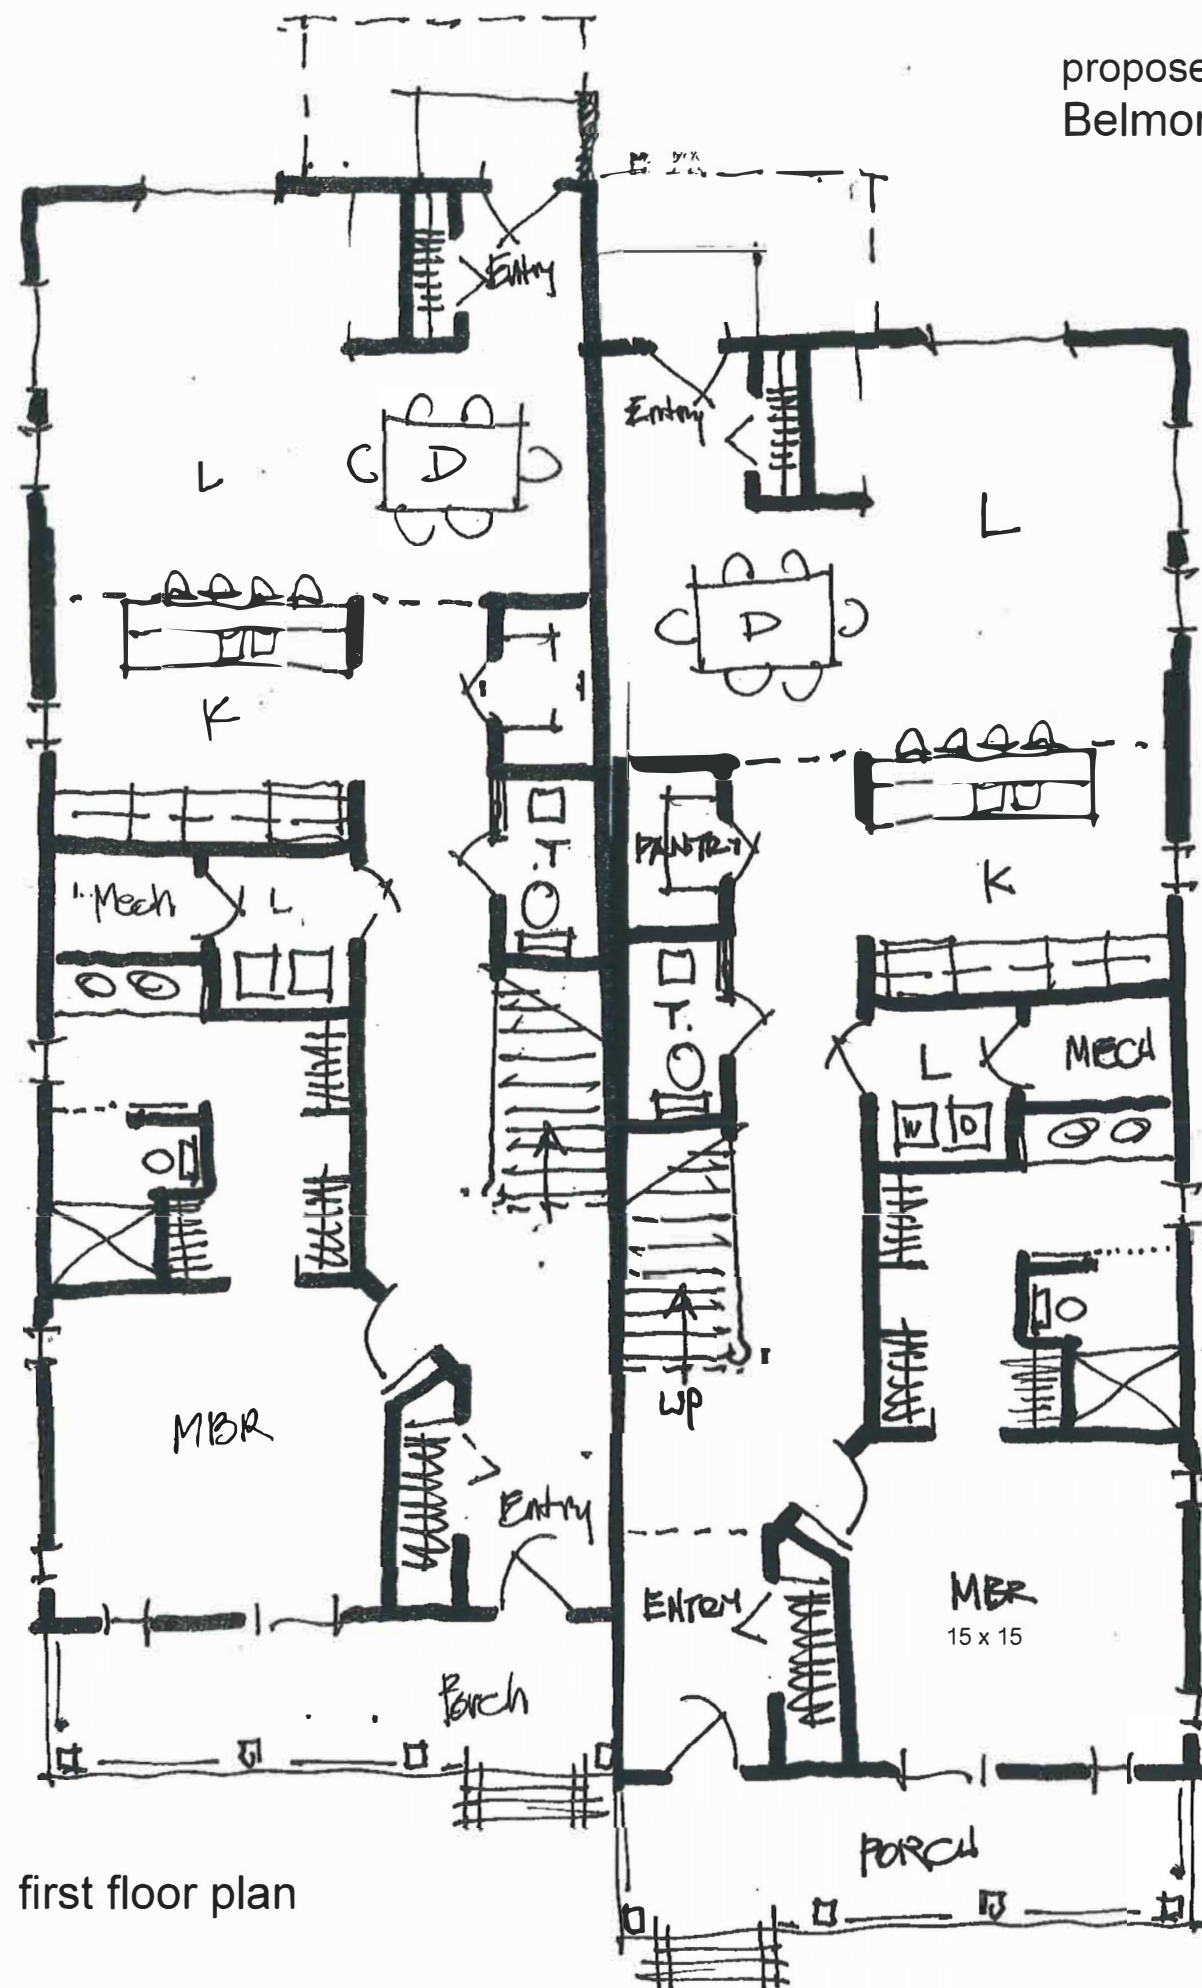 propose
Belmor
Entry
Entry
D
L
L
D
K
PANTRY
T
K
Mech
L
T.
L
MECH
W
D
UP
MBR
Entry
ENTRY
MBR
15 x 15
Porch
PORCH
first floor plan